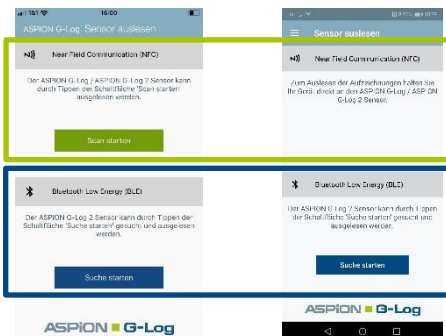 16:00
ASPION G-Log Sensor auslesen
Near Field Communication (NFC)
Der ASPION G-Log / ASPION G-Log 2 Sensor kann
durch Tippen der Schaltfläche 'Scan starten'
ausgelesen werden.
Scan starten
Bluetooth Low Energy (BLE)
Der ASPION G-Log 2 Sensor kann durch Tippen der
Schaltfläche 'Suche starten' gesucht und ausgelesen
werden.
Suche starten
ASPION G-Log
Sensor auslesen
Near Field Communication (NFC)
Zum Auslesen der Aufzeichnungen halten Sie
Ihr Gerät direkt an den ASPION G-Log / ASPION
G-Log 2 Sensor.
Bluetooth Low Energy (BLE)
Der ASPION G-Log 2 Sensor kann durch Tippen
der Schaltfläche 'Suche starten' gesucht und
ausgelesen werden.
Suche starten
ASPION G-Log